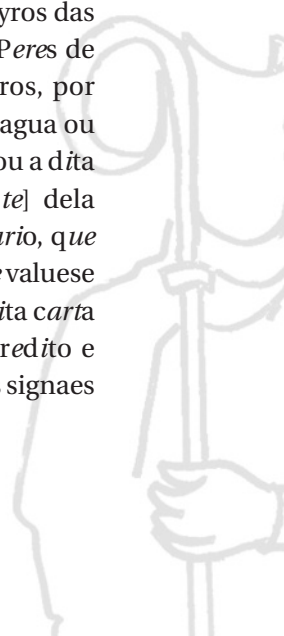 yros das
Peres de
ros, por
agua ou
ou a dita
te] dela
ario, que
valuese
ita carta
redito e
signaes